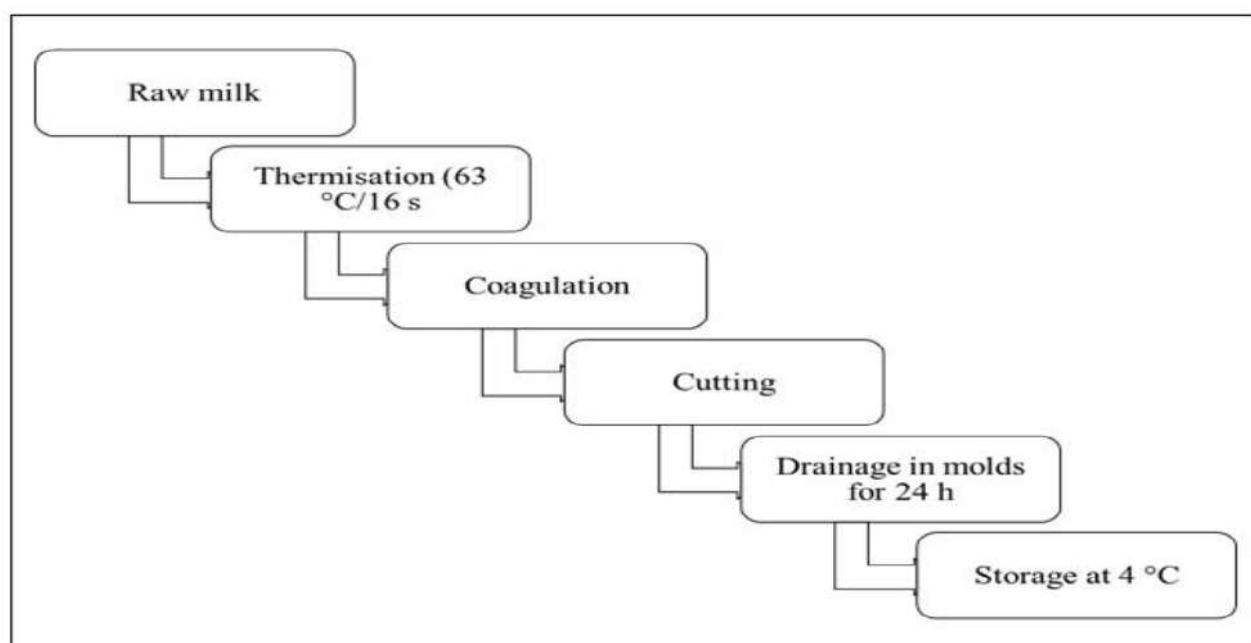 Raw milk
Thermisation (63
°C/16 s
Coagulation
Cutting
Drainage in molds
for 24 h
Storage at 4 °C